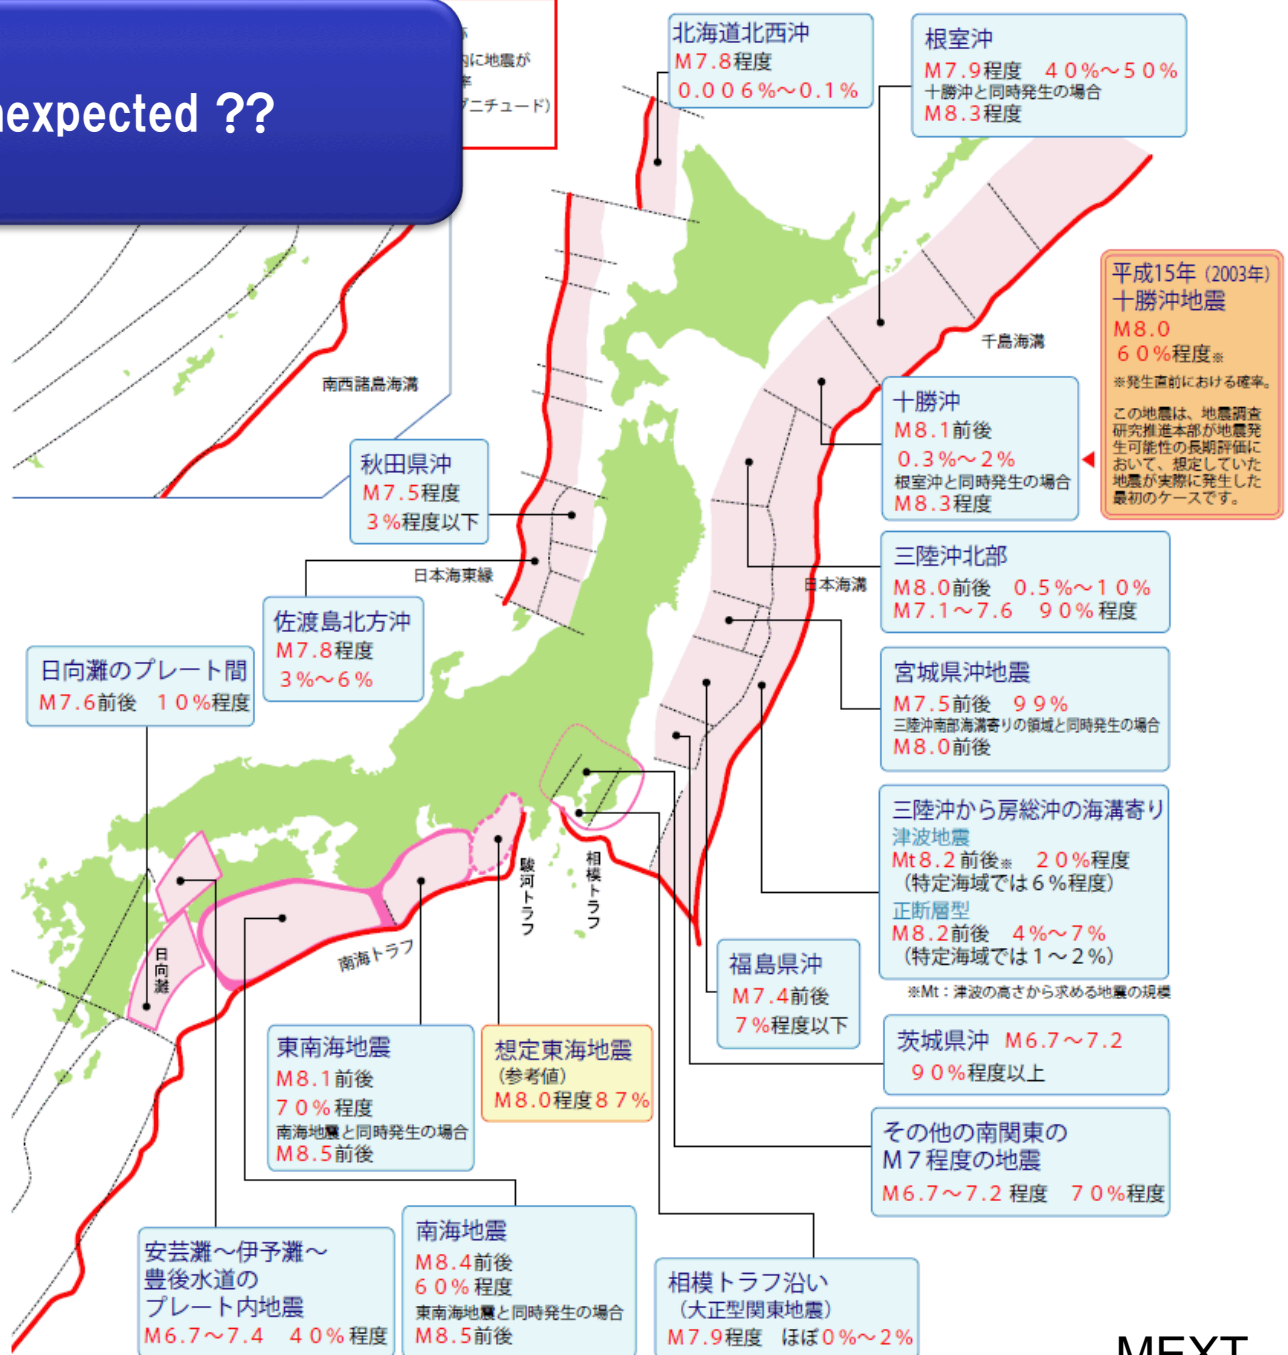 nexpected ??
内に地震が
率
グニチュード)
北海道北西沖
M7.8程度
0.006%～0.1%
根室沖
M7.9程度 40%～50%
十勝沖と同時発生の場合
M8.3程度
平成15年 (2003年)
十勝沖地震
M8.0
60%程度※
※発生直前における確率。
この地震は、地震調査
研究推進本部が地震発
生可能性の長期評価に
おいて、想定していた
地震が実際に発生した
最初のケースです。
千島海溝
南西諸島海溝
十勝沖
M8.1前後
0.3%～2%
根室沖と同時発生の場合
M8.3程度
秋田県沖
M7.5程度
3%程度以下
日本海東縁
日本海溝
三陸沖北部
M8.0前後 0.5%～10%
M7.1～7.6 90%程度
佐渡島北方沖
M7.8程度
3%～6%
日向灘のプレート間
M7.6前後 10%程度
宮城県沖地震
M7.5前後 99%
三陸沖南部海溝寄りの領域と同時発生の場合
M8.0前後
三陸沖から房総沖の海溝寄り
津波地震
Mt8.2前後※ 20%程度
(特定海域では6%程度)
正断層型
M8.2前後 4%～7%
(特定海域では1～2%)
※Mt：津波の高さから求める地震の規模
駿河トラフ
相模トラフ
南海トラフ
日向灘
福島県沖
M7.4前後
7%程度以下
茨城県沖 M6.7～7.2
90%程度以上
東南海地震
M8.1前後
70%程度
南海地震と同時発生の場合
M8.5前後
想定東海地震
(参考値)
M8.0程度87%
その他の南関東の
M7程度の地震
M6.7～7.2程度 70%程度
安芸灘～伊予灘～
豊後水道の
プレート内地震
M6.7～7.4 40%程度
南海地震
M8.4前後
60%程度
東南海地震と同時発生の場合
M8.5前後
相模トラフ沿い
(大正型関東地震)
M7.9程度 ほぼ0%～2%
MEXT